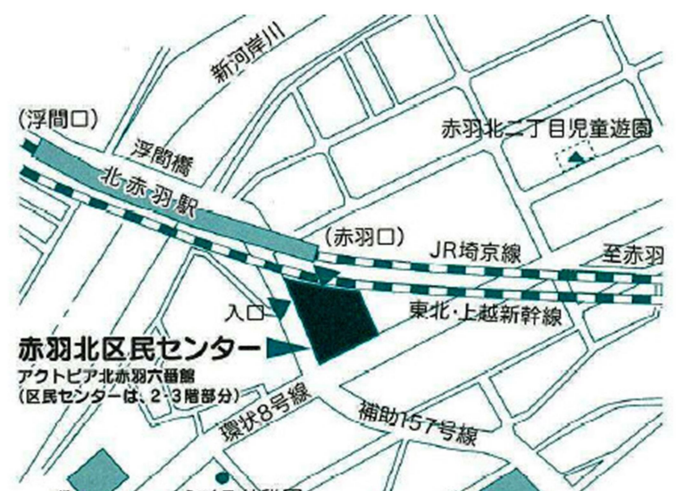 新河岸川
(浮間口)
浮間橋
赤羽北二丁目児童遊園
北赤羽駅
(赤羽口)
JR埼京線
至赤羽
入口
東北・上越新幹線
赤羽北区民センター
アクトピア北赤羽六番館
(区民センターは、2・3階部分)
環状8号線
補助157号線